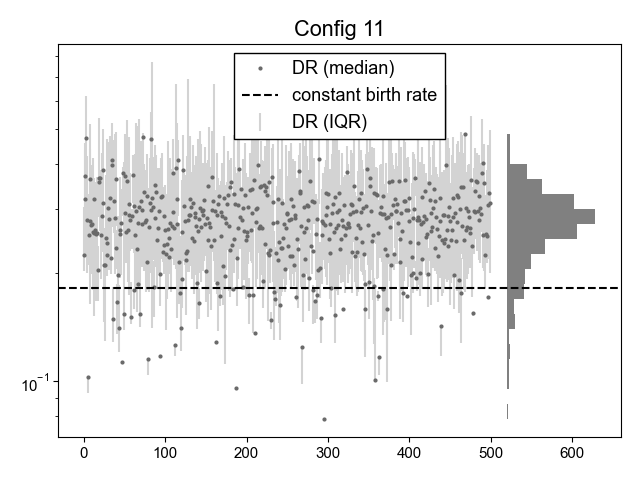 Config 11
DR (median)
constant birth rate
DR (IQR)
10⁻¹
0 100 200 300 400 500 600